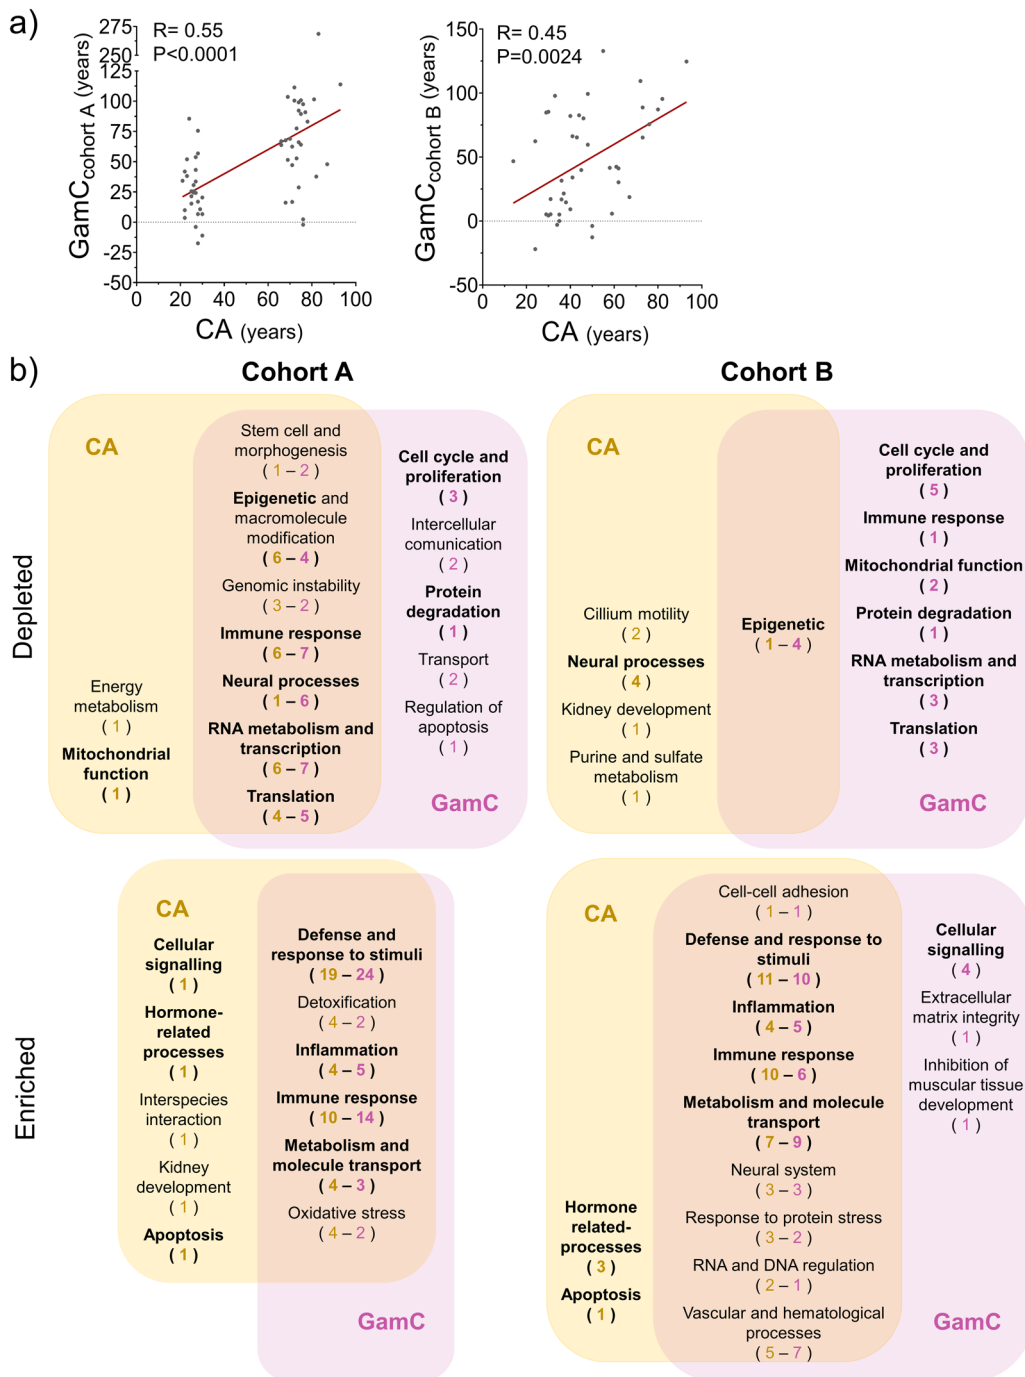 a)
R= 0.55
P<0.0001
GamC cohort A (years)
275
250
125
100
75
50
25
0
-25
-50
0 20 40 60 80 100
CA (years)
R= 0.45
P=0.0024
GamC cohort B (years)
150
100
50
0
-50
0 20 40 60 80 100
CA (years)
b)
Cohort A
Cohort B
Depleted
CA
Energy
metabolism
( 1 )
Mitochondrial
function
( 1 )
Stem cell and
morphogenesis
( 1 – 2 )
Epigenetic and
macromolecule
modification
( 6 – 4 )
Genomic instability
( 3 – 2 )
Immune response
( 6 – 7 )
Neural processes
( 1 – 6 )
RNA metabolism and
transcription
( 6 – 7 )
Translation
( 4 – 5 )
Cell cycle and
proliferation
( 3 )
Intercellular
comunication
( 2 )
Protein
degradation
( 1 )
Transport
( 2 )
Regulation of
apoptosis
( 1 )
GamC
CA
Cillium motility
( 2 )
Neural processes
( 4 )
Kidney development
( 1 )
Purine and sulfate
metabolism
( 1 )
Epigenetic
( 1 – 4 )
Cell cycle and
proliferation
( 5 )
Immune response
( 1 )
Mitochondrial function
( 2 )
Protein degradation
( 1 )
RNA metabolism and
transcription
( 3 )
Translation
( 3 )
GamC
Enriched
CA
Cellular
signalling
( 1 )
Hormone-
related
processes
( 1 )
Interspecies
interaction
( 1 )
Kidney
development
( 1 )
Apoptosis
( 1 )
Defense and
response to stimuli
( 19 – 24 )
Detoxification
( 4 – 2 )
Inflammation
( 4 – 5 )
Immune response
( 10 – 14 )
Metabolism and
molecule transport
( 4 – 3 )
Oxidative stress
( 4 – 2 )
GamC
CA
Hormone
related-
processes
( 3 )
Apoptosis
( 1 )
Cell-cell adhesion
( 1 – 1 )
Defense and response to
stimuli
( 11 – 10 )
Inflammation
( 4 – 5 )
Immune response
( 10 – 6 )
Metabolism and molecule
transport
( 7 – 9 )
Neural system
( 3 – 3 )
Response to protein stress
( 3 – 2 )
RNA and DNA regulation
( 2 – 1 )
Vascular and hematological
processes
( 5 – 7 )
Cellular
signalling
( 4 )
Extracellular
matrix integrity
( 1 )
Inhibition of
muscular tissue
development
( 1 )
GamC